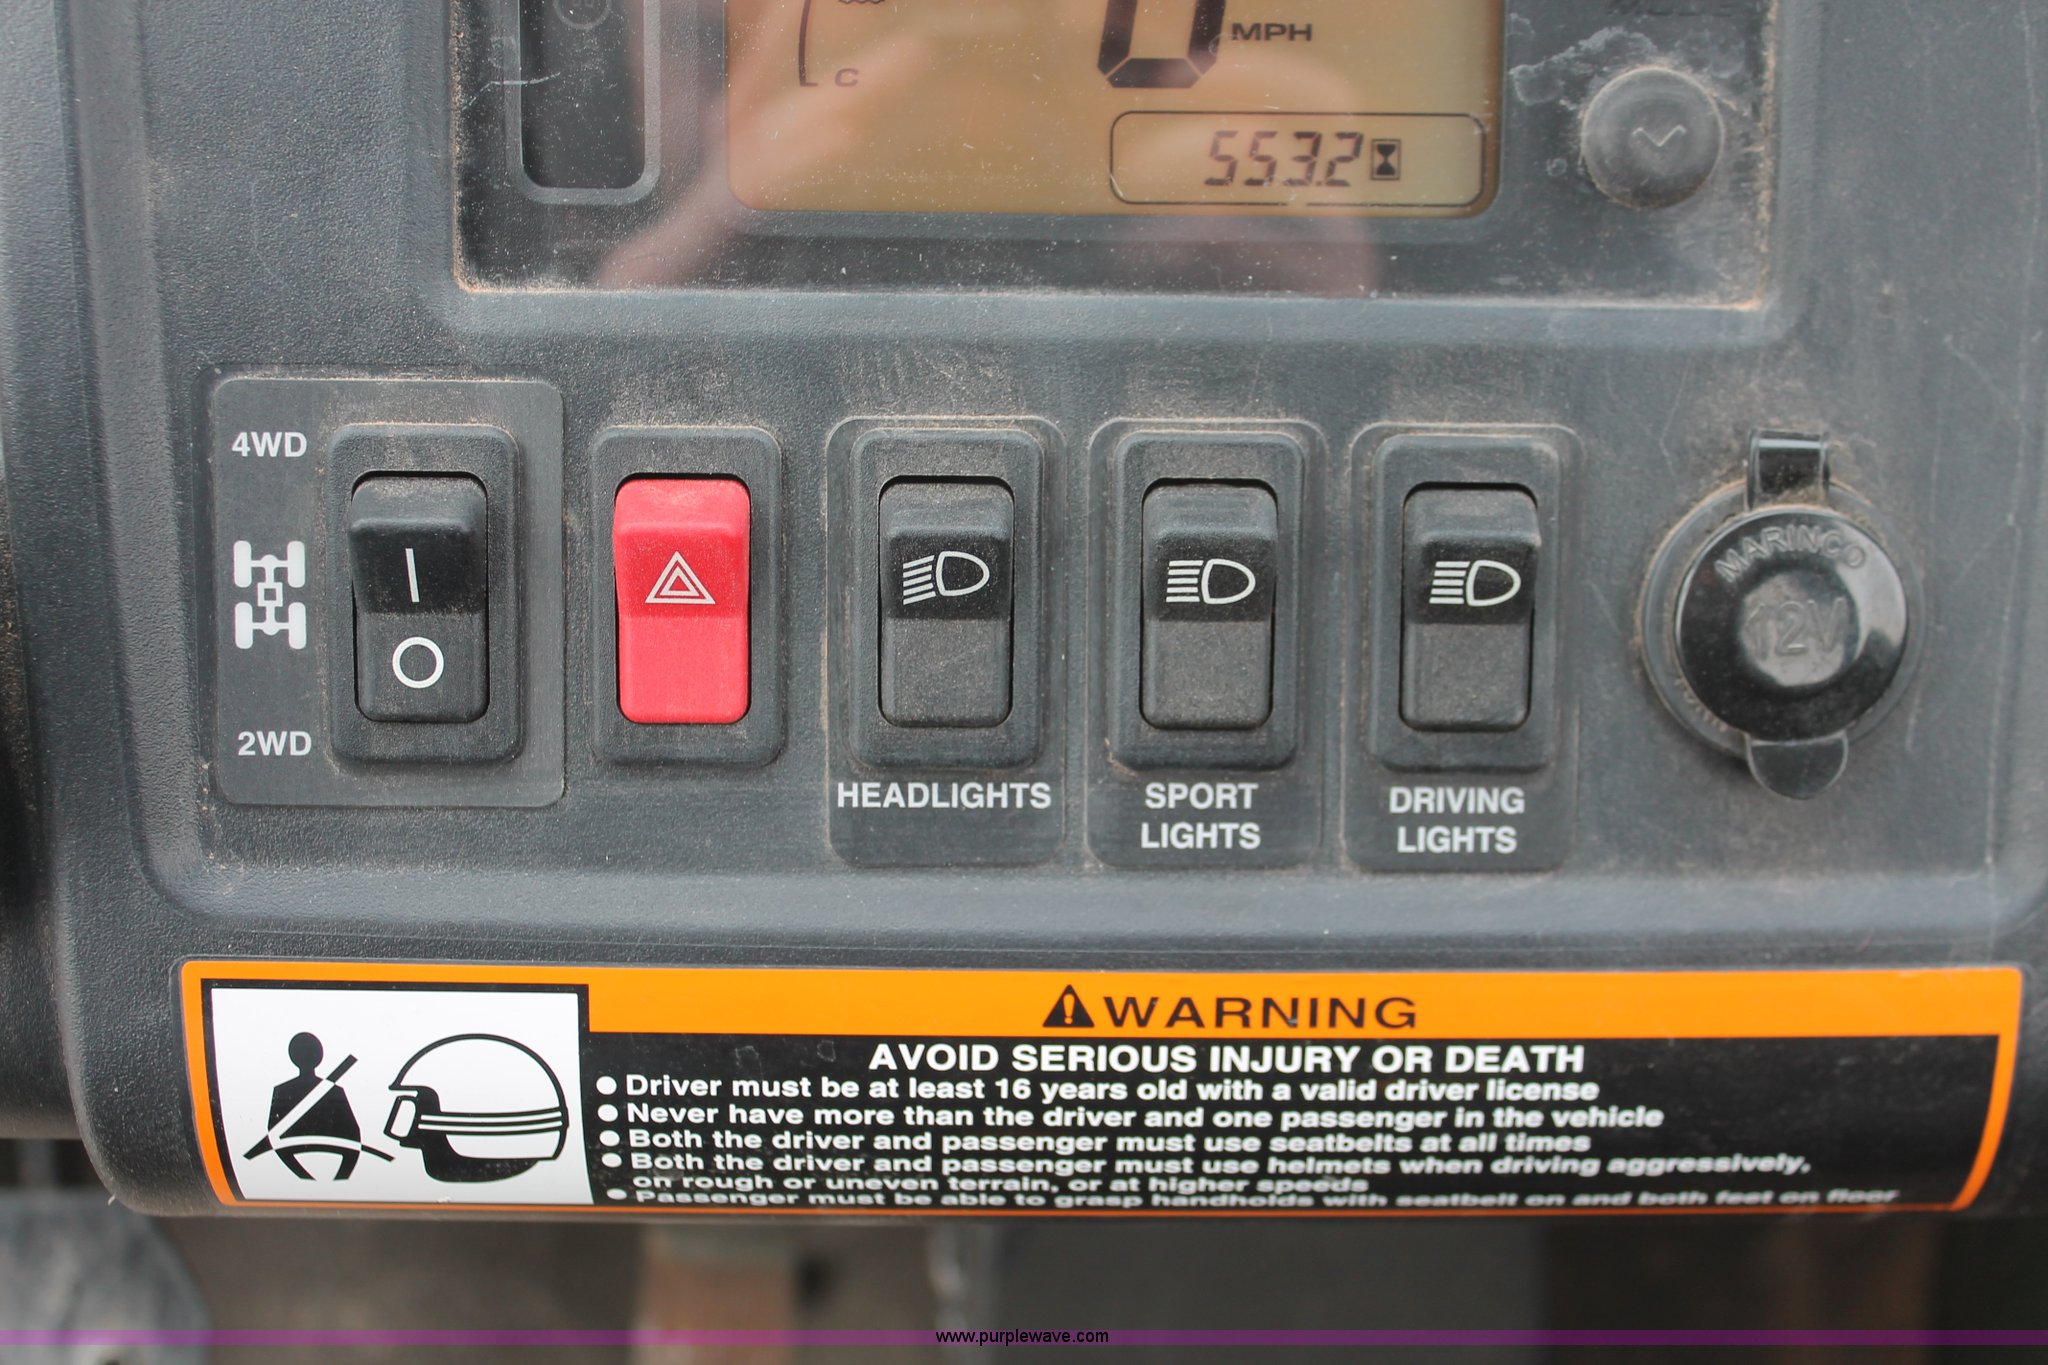 0 MPH
C
553.2
4WD
2WD
HEADLIGHTS
SPORT
LIGHTS
DRIVING
LIGHTS
MARINCO
12V
WARNING
AVOID SERIOUS INJURY OR DEATH
● Driver must be at least 16 years old with a valid driver license
● Never have more than the driver and one passenger in the vehicle
● Both the driver and passenger must use seatbelts at all times
● Both the driver and passenger must use helmets when driving aggressively,
on rough or uneven terrain, or at higher speeds
● Passenger must be able to grasp handholds with seatbelt on and both feet on floor
www.purplewave.com